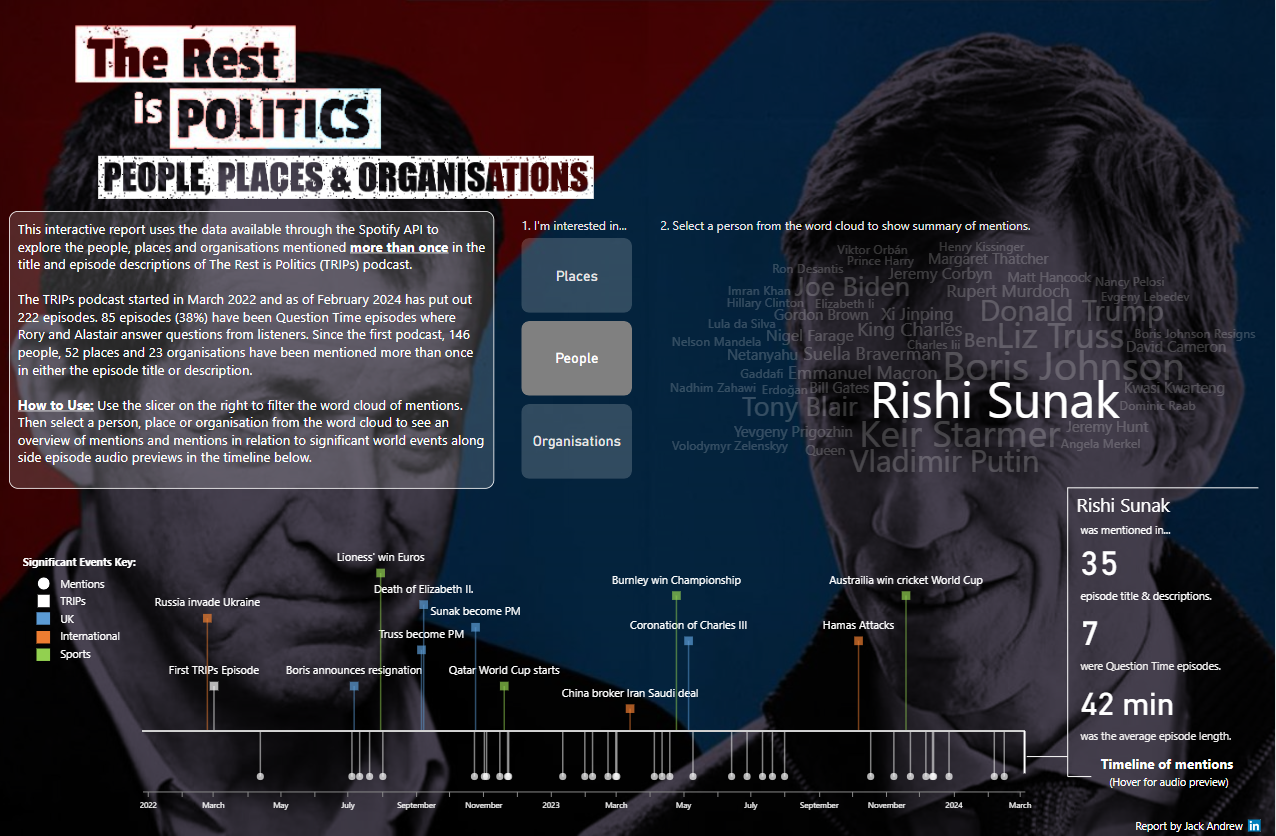 The Rest
is POLITICS
PEOPLE, PLACES & ORGANISATIONS
This interactive report uses the data available through the Spotify API to
explore the people, places and organisations mentioned more than once in the
title and episode descriptions of The Rest is Politics (TRIPs) podcast.
The TRIPs podcast started in March 2022 and as of February 2024 has put out
222 episodes. 85 episodes (38%) have been Question Time episodes where
Rory and Alastair answer questions from listeners. Since the first podcast, 146
people, 52 places and 23 organisations have been mentioned more than once
in either the episode title or description.
How to Use: Use the slicer on the right to filter the word cloud of mentions.
Then select a person, place or organisation from the word cloud to see an
overview of mentions and mentions in relation to significant world events along
side episode audio previews in the timeline below.
1. I'm interested in...
Places
People
Organisations
2. Select a person from the word cloud to show summary of mentions.
Viktor Orbán
Henry Kissinger
Prince Harry
Margaret Thatcher
Ron Desantis
Jeremy Corbyn
Matt Hancock
Nancy Pelosi
Imran Khan
Joe Biden
Rupert Murdoch
Evgeny Lebedev
Hillary Clinton
Elizabeth Ii
Gordon Brown
Xi Jinping
Donald Trump
Lula da Silva
Nigel Farage
King Charles
Nelson Mandela
Charles Iii
Ben
Liz Truss
Boris Johnson Resigns
David Cameron
Netanyahu
Suella Braverman
Gaddafi
Emmanuel Macron
Boris Johnson
Nadhim Zahawi
Erdoğan
Bill Gates
Kwasi Kwarteng
Tony Blair
Rishi Sunak
Dominic Raab
Yevgeny Prigozhin
Keir Starmer
Jeremy Hunt
Volodymyr Zelenskyy
Queen
Angela Merkel
Vladimir Putin
Rishi Sunak
was mentioned in...
35
episode title & descriptions.
7
were Question Time episodes.
42 min
was the average episode length.
Timeline of mentions
(Hover for audio preview)
Significant Events Key:
Mentions
TRIPs
UK
International
Sports
Lioness' win Euros
Death of Elizabeth II.
Russia invade Ukraine
Sunak become PM
Truss become PM
First TRIPs Episode
Boris announces resignation
Qatar World Cup starts
Burnley win Championship
Coronation of Charles III
China broker Iran Saudi deal
Austrailia win cricket World Cup
Hamas Attacks
2022
March
May
July
September
November
2023
March
May
July
September
November
2024
March
Report by Jack Andrew in